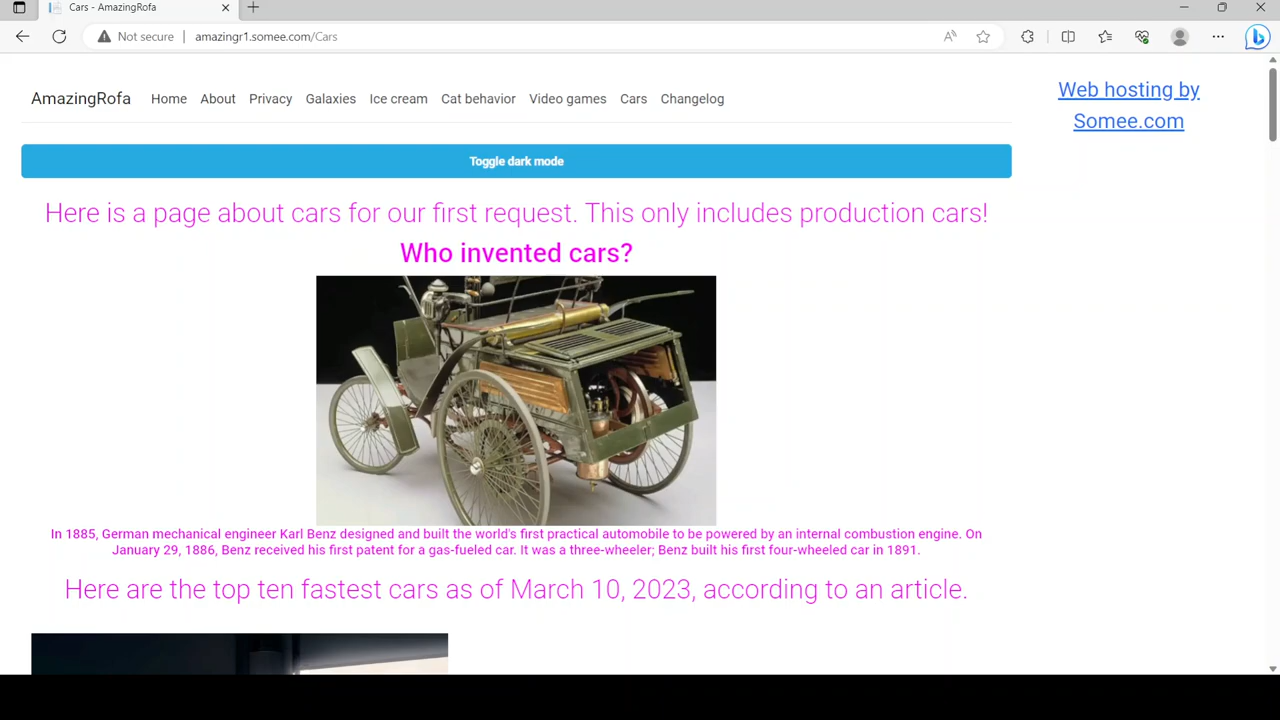 Cars - AmazingRofa
Not secure
amazingr1.somee.com/Cars
AmazingRofa Home About Privacy Galaxies Ice cream Cat behavior Video games Cars Changelog
Web hosting by
Somee.com
Toggle dark mode
Here is a page about cars for our first request. This only includes production cars!
Who invented cars?
In 1885, German mechanical engineer Karl Benz designed and built the world's first practical automobile to be powered by an internal combustion engine. On
January 29, 1886, Benz received his first patent for a gas-fueled car. It was a three-wheeler; Benz built his first four-wheeled car in 1891.
Here are the top ten fastest cars as of March 10, 2023, according to an article.